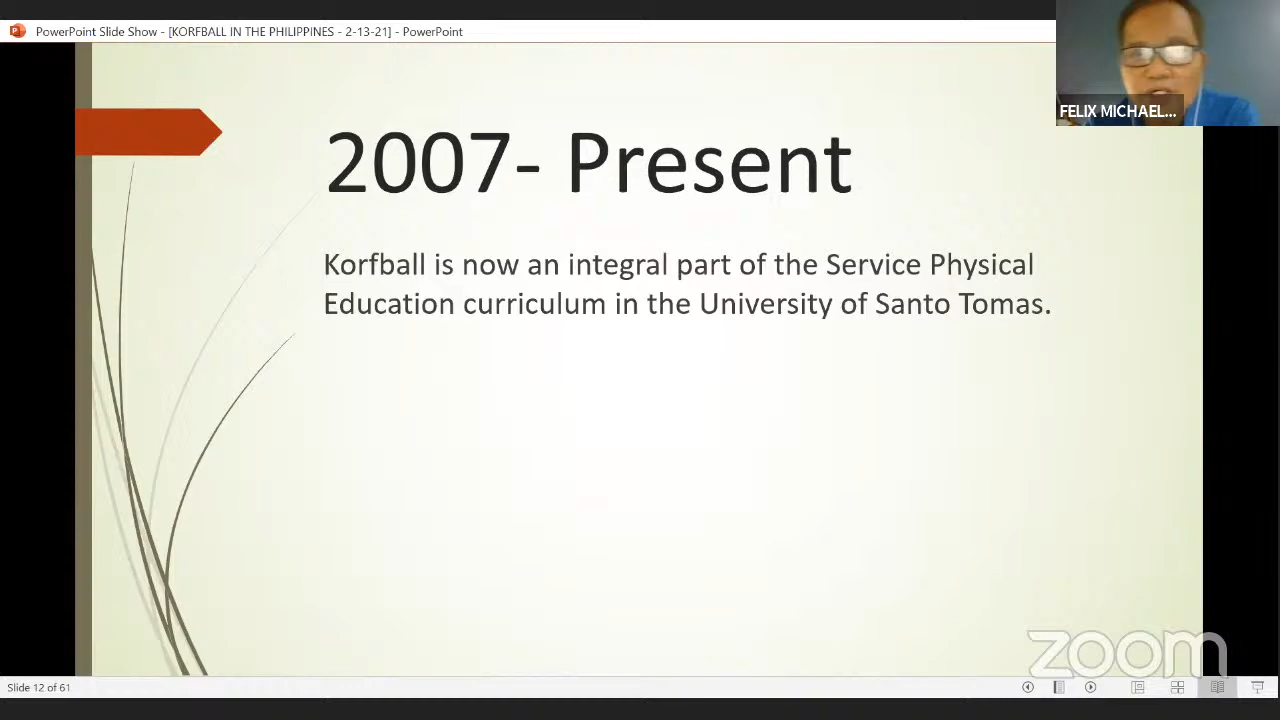 PowerPoint Slide Show - [KORFBALL IN THE PHILIPPINES - 2-13-21] - PowerPoint
FELIX MICHAEL...
2007- Present
Korfball is now an integral part of the Service Physical
Education curriculum in the University of Santo Tomas.
zoom
Slide 12 of 61